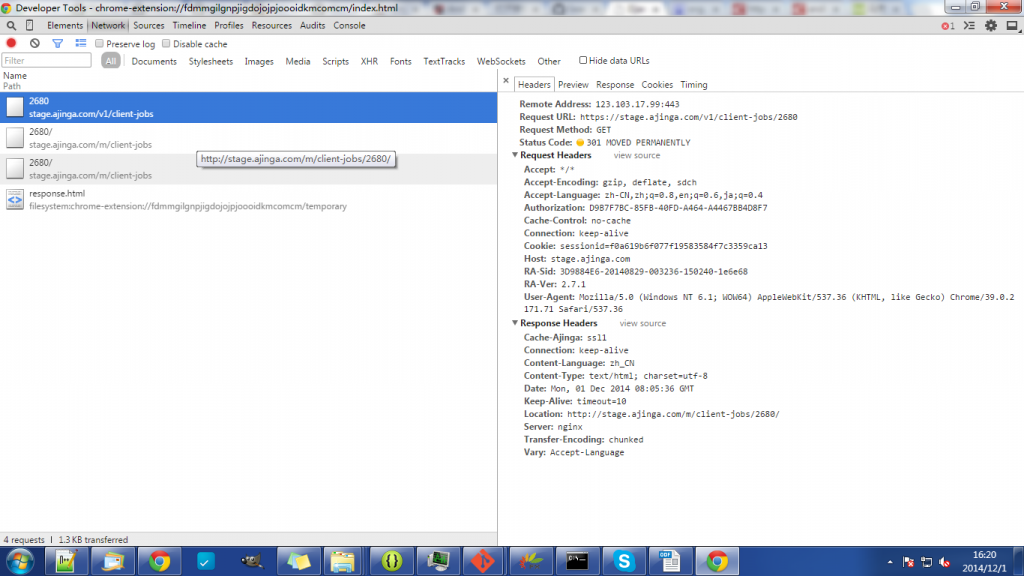 Developer Tools - chrome-extension://fdmmgilgnpjigdojojpjoooidkmcomcm/index.html
Elements Network Sources Timeline Profiles Resources Audits Console
1
Preserve log Disable cache
Filter All Documents Stylesheets Images Media Scripts XHR Fonts TextTracks WebSockets Other Hide data URLs
Name
Path
2680
stage.ajinga.com/v1/client-jobs
2680/
stage.ajinga.com/m/client-jobs
http://stage.ajinga.com/m/client-jobs/2680/
2680/
stage.ajinga.com/m/client-jobs
response.html
filesystem:chrome-extension://fdmmgilgnpjigdojojpjoooidkmcomcm/temporary
× Headers Preview Response Cookies Timing
Remote Address: 123.103.17.99:443
Request URL: https://stage.ajinga.com/v1/client-jobs/2680
Request Method: GET
Status Code: 301 MOVED PERMANENTLY
Request Headers view source
Accept: */*
Accept-Encoding: gzip, deflate, sdch
Accept-Language: zh-CN,zh;q=0.8,en;q=0.6,ja;q=0.4
Authorization: D9B7F7BC-85FB-40FD-A464-A4467BB4D8F7
Cache-Control: no-cache
Connection: keep-alive
Cookie: sessionid=f0a619b6f077f19583584f7c3359ca13
Host: stage.ajinga.com
RA-Sid: 3D9884E6-20140829-003236-150240-1e6e68
RA-Ver: 2.7.1
User-Agent: Mozilla/5.0 (Windows NT 6.1; WOW64) AppleWebKit/537.36 (KHTML, like Gecko) Chrome/39.0.2
171.71 Safari/537.36
Response Headers view source
Cache-Ajinga: ssl1
Connection: keep-alive
Content-Language: zh_CN
Content-Type: text/html; charset=utf-8
Date: Mon, 01 Dec 2014 08:05:36 GMT
Keep-Alive: timeout=10
Location: http://stage.ajinga.com/m/client-jobs/2680/
Server: nginx
Transfer-Encoding: chunked
Vary: Accept-Language
4 requests | 1.3 KB transferred
16:20
2014/12/1